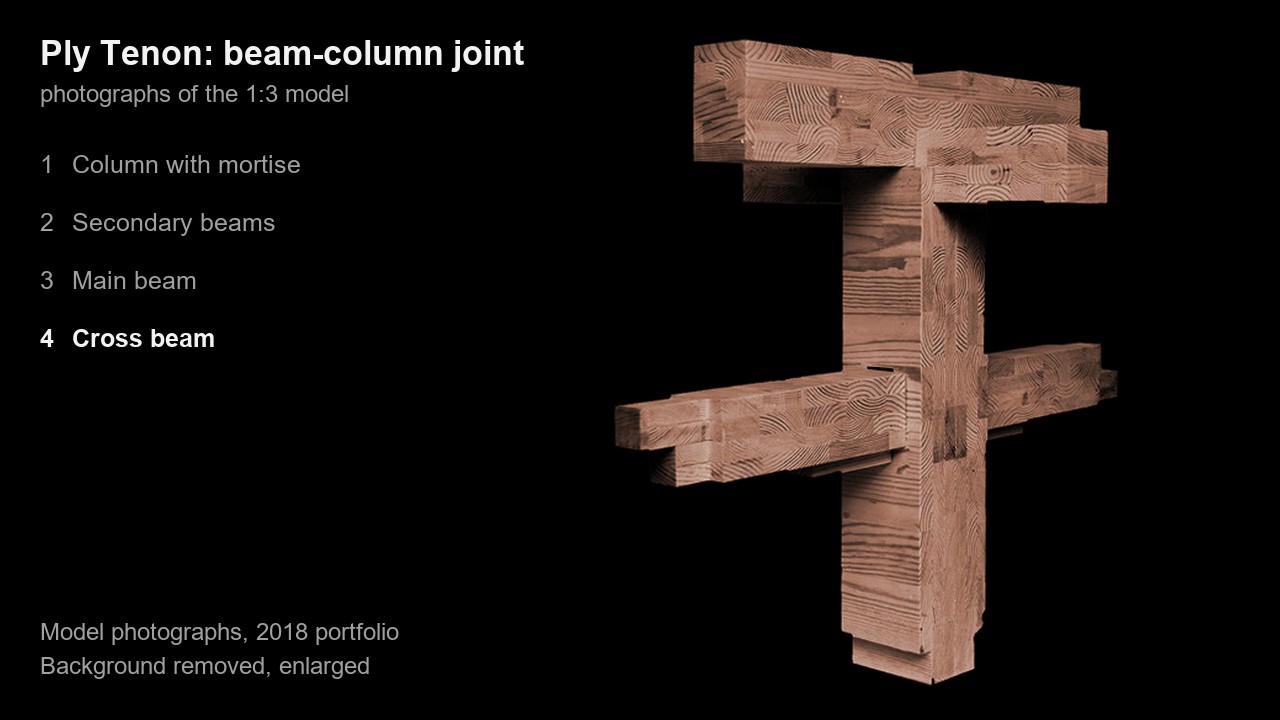 Ply Tenon: beam-column joint
photographs of the 1:3 model
1 Column with mortise
2 Secondary beams
3 Main beam
4 Cross beam
Model photographs, 2018 portfolio
Background removed, enlarged